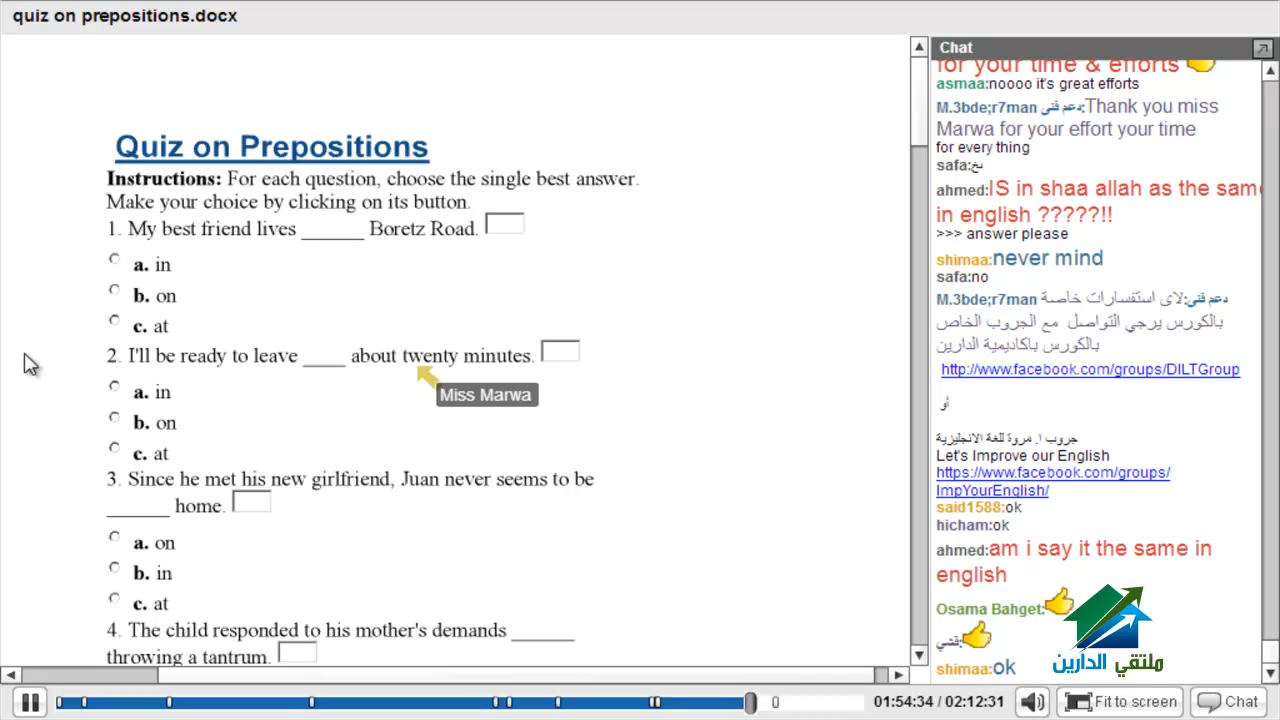 quiz on prepositions.docx
Quiz on Prepositions
Instructions: For each question, choose the single best answer.
Make your choice by clicking on its button.
1. My best friend lives ______ Boretz Road.
a. in
b. on
c. at
2. I'll be ready to leave ____ about twenty minutes.
Miss Marwa
a. in
b. on
c. at
3. Since he met his new girlfriend, Juan never seems to be
______ home.
a. on
b. in
c. at
4. The child responded to his mother's demands ______
throwing a tantrum.
Chat
for your time & efforts
asmaa:noooo it's great efforts
M.3bde;r7man دعم فنى:Thank you miss
Marwa for your effort your time
for every thing
safa:بخ
ahmed:IS in shaa allah as the same
in english ?????!!
>>> answer please
shimaa:never mind
safa:no
M.3bde;r7man دعم فنى:لاى استفسارات خاصة
بالكورس يرجي التواصل مع الجروب الخاص
بالكورس باكاديمية الدارين
http://www.facebook.com/groups/DILTGroup
أو
جروب ا. مروة للغة الانجليزية
Let's Improve our English
https://www.facebook.com/groups/
ImpYourEnglish/
said1588:ok
hicham:ok
ahmed:am i say it the same in
english
Osama Bahget:
shimaa:ok
ملتقي الدارين
0
01:54:34 / 02:12:31
Fit to screen
Chat